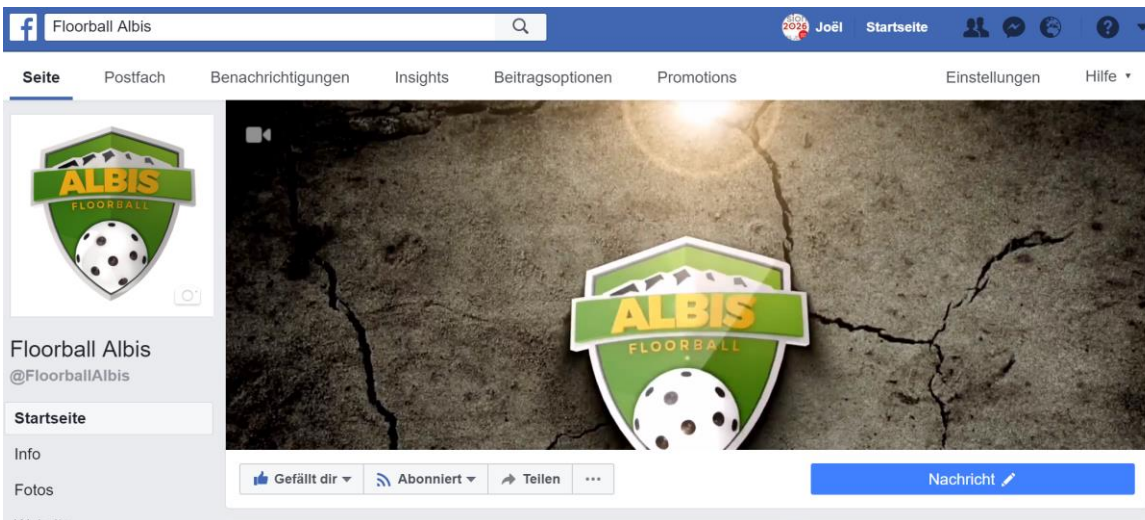 Floorball Albis
2026
Joël
Startseite
?
Seite
Postfach
Benachrichtigungen
Insights
Beitragsoptionen
Promotions
Einstellungen
Hilfe
ALBIS
FLOORBALL
ALBIS
FLOORBALL
Floorball Albis
@FloorballAlbis
Startseite
Info
Fotos
Gefällt dir
Abonniert
Teilen
...
Nachricht